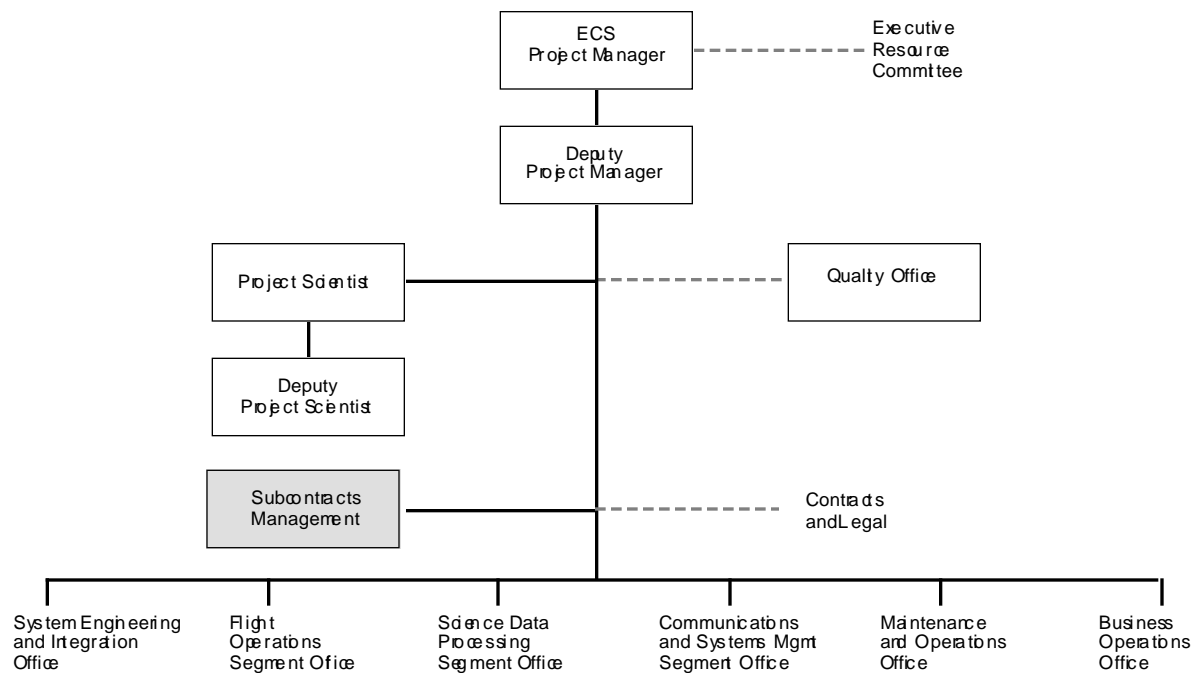 ECS
Project Manager
Executive
Resource
Committee
Deputy
Project Manager
Project Scientist
Quality Office
Deputy
Project Scientist
Subcontracts
Management
Contracts
and Legal
System Engineering
and Integration
Office
Flight
Operations
Segment Office
Science Data
Processing
Segment Office
Communications
and Systems Mgmt
Segment Office
Maintenance
and Operations
Office
Business
Operations
Office